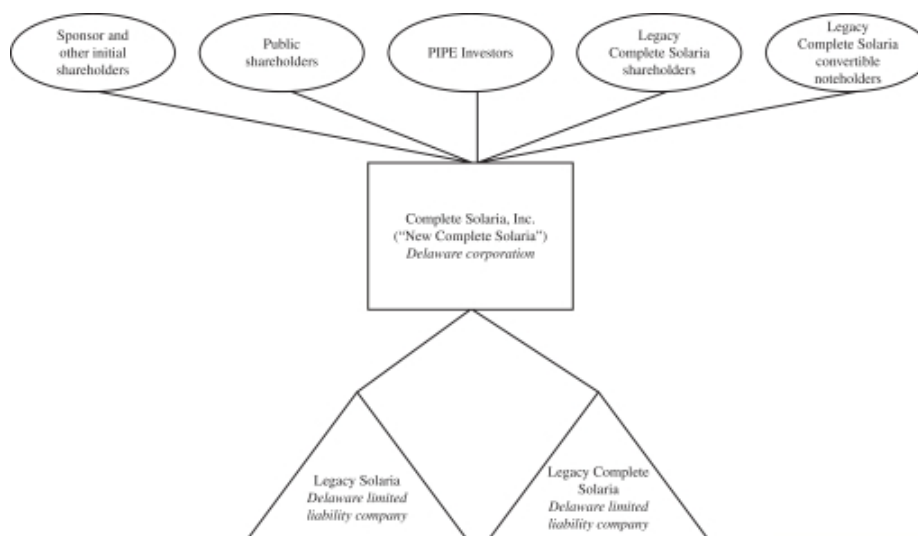 Sponsor and
other initial
shareholders
Public
shareholders
PIPE Investors
Legacy
Complete Solaria
shareholders
Legacy
Complete Solaria
convertible
noteholders
Complete Solaria, Inc.
(“New Complete Solaria”)
Delaware corporation
Legacy Solaria
Delaware limited
liability company
Legacy Complete
Solaria
Delaware limited
liability company